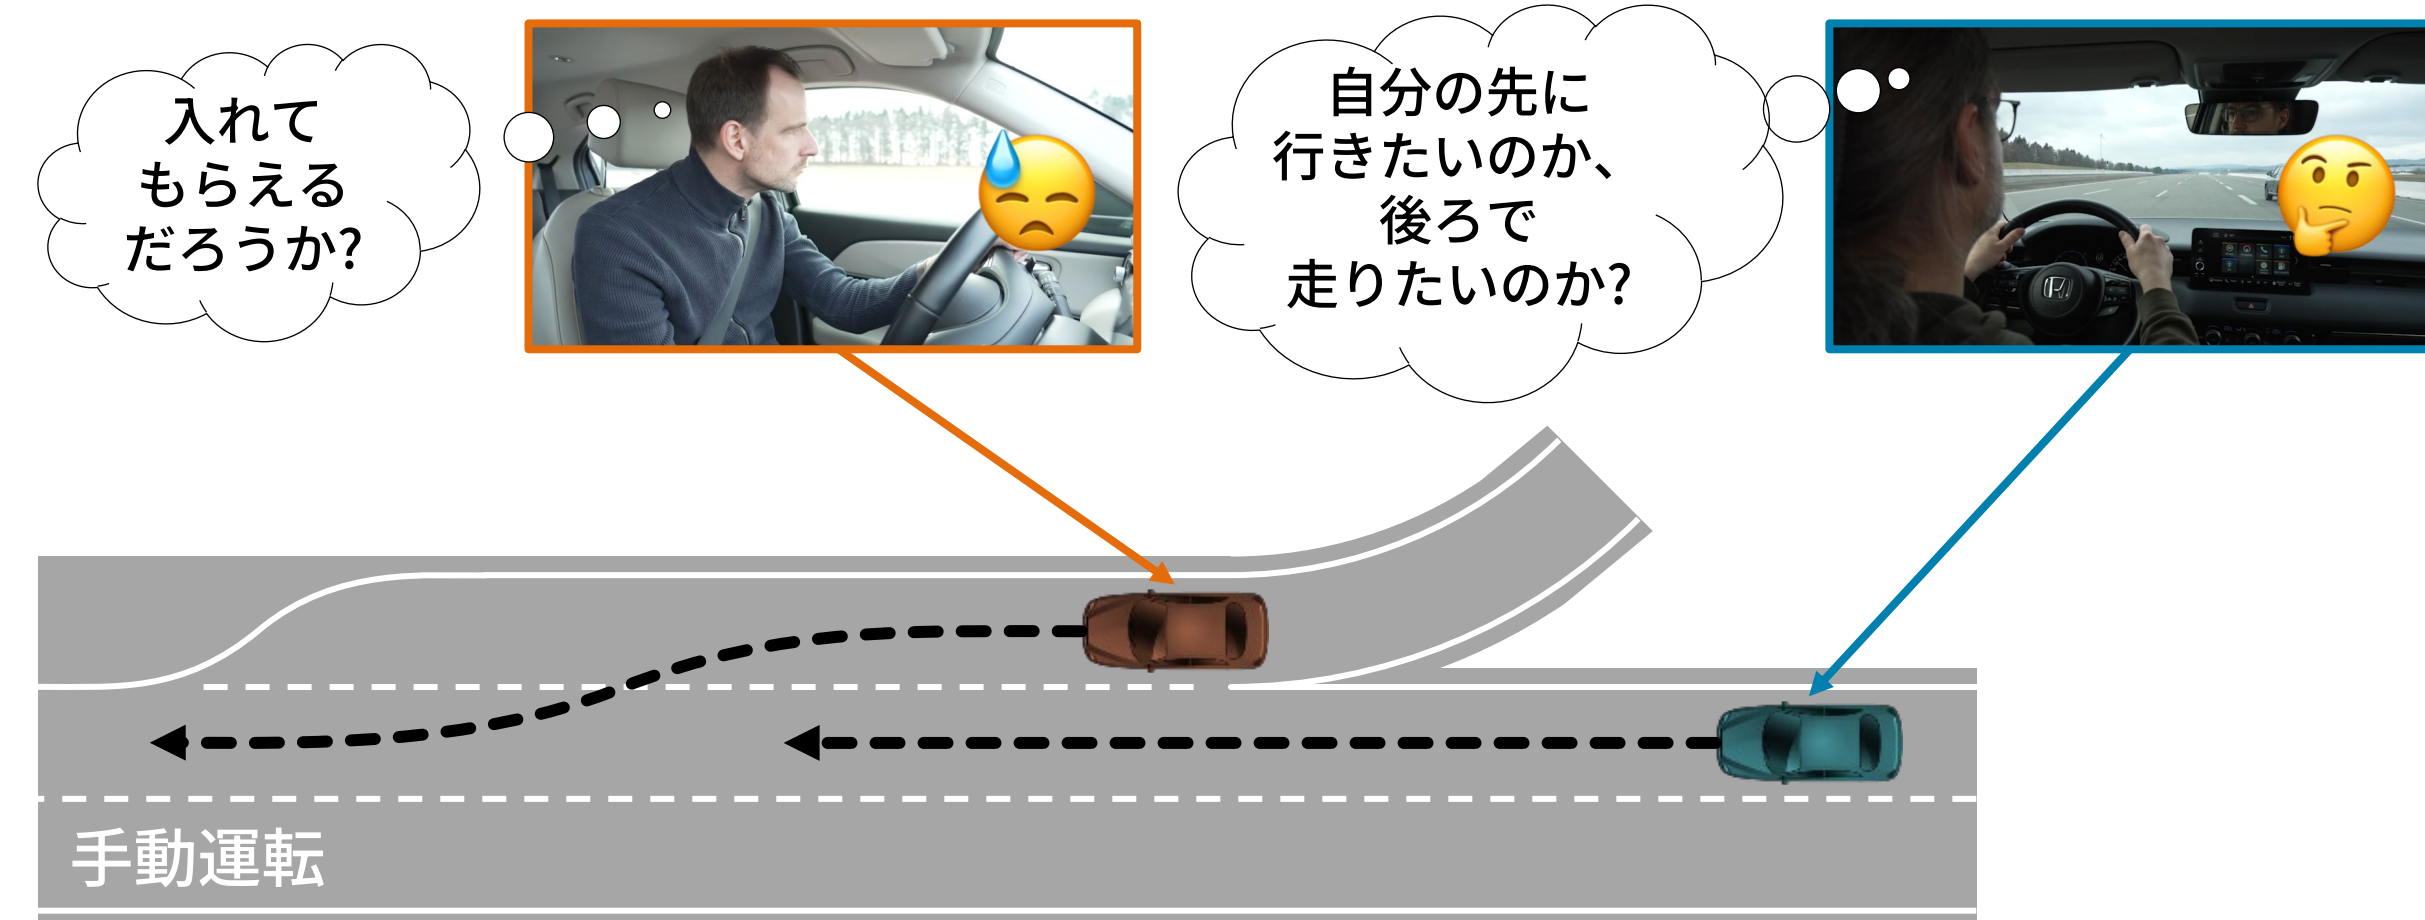 入れて
もらえる
だろうか?
自分の先に
行きたいのか、
後ろで
走りたいのか?
手動運転